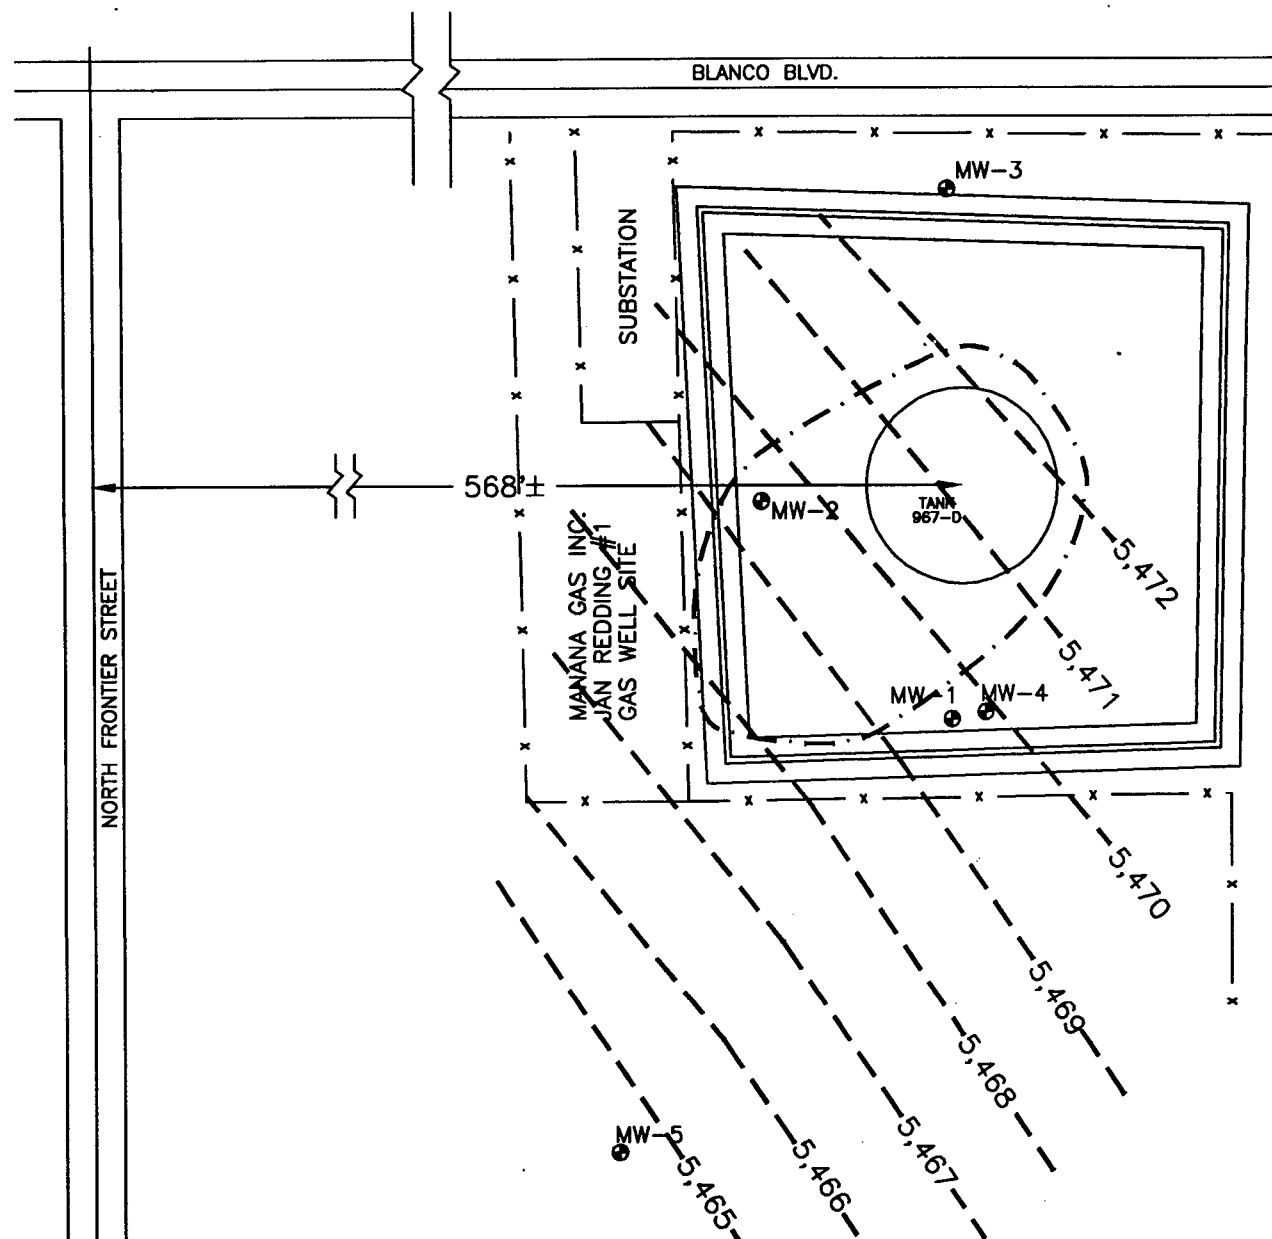 BLANCO BLVD.
MW-3
SUBSTATION
568'±
MW-2
TANK
967-D
MANANA GAS INC.
JAN REDDING #1
GAS WELL SITE
NORTH FRONTIER STREET
5,472
5,471
MW-1
MW-4
5,470
5,469
5,468
5,467
MW-5
5,466
5,465